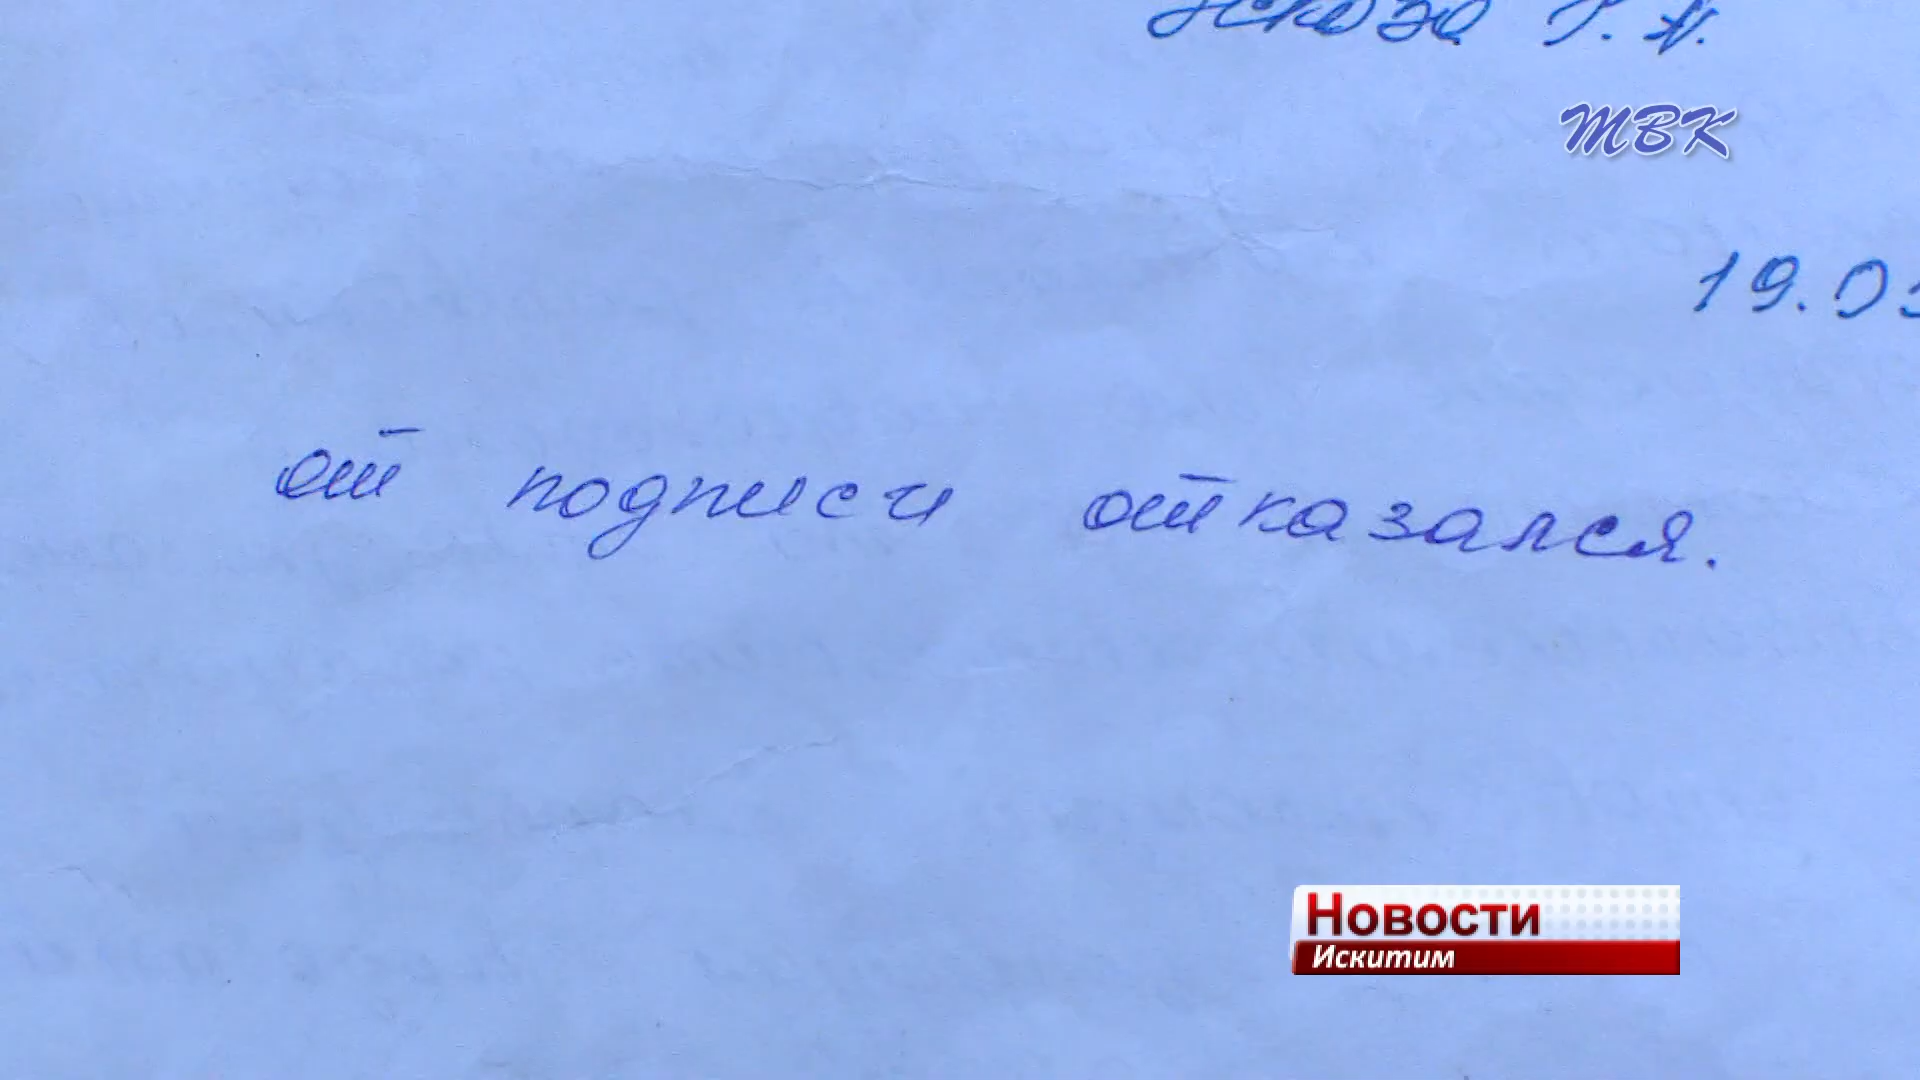 ТВК
19.0
от подписи отказался.
Новости
Искитим